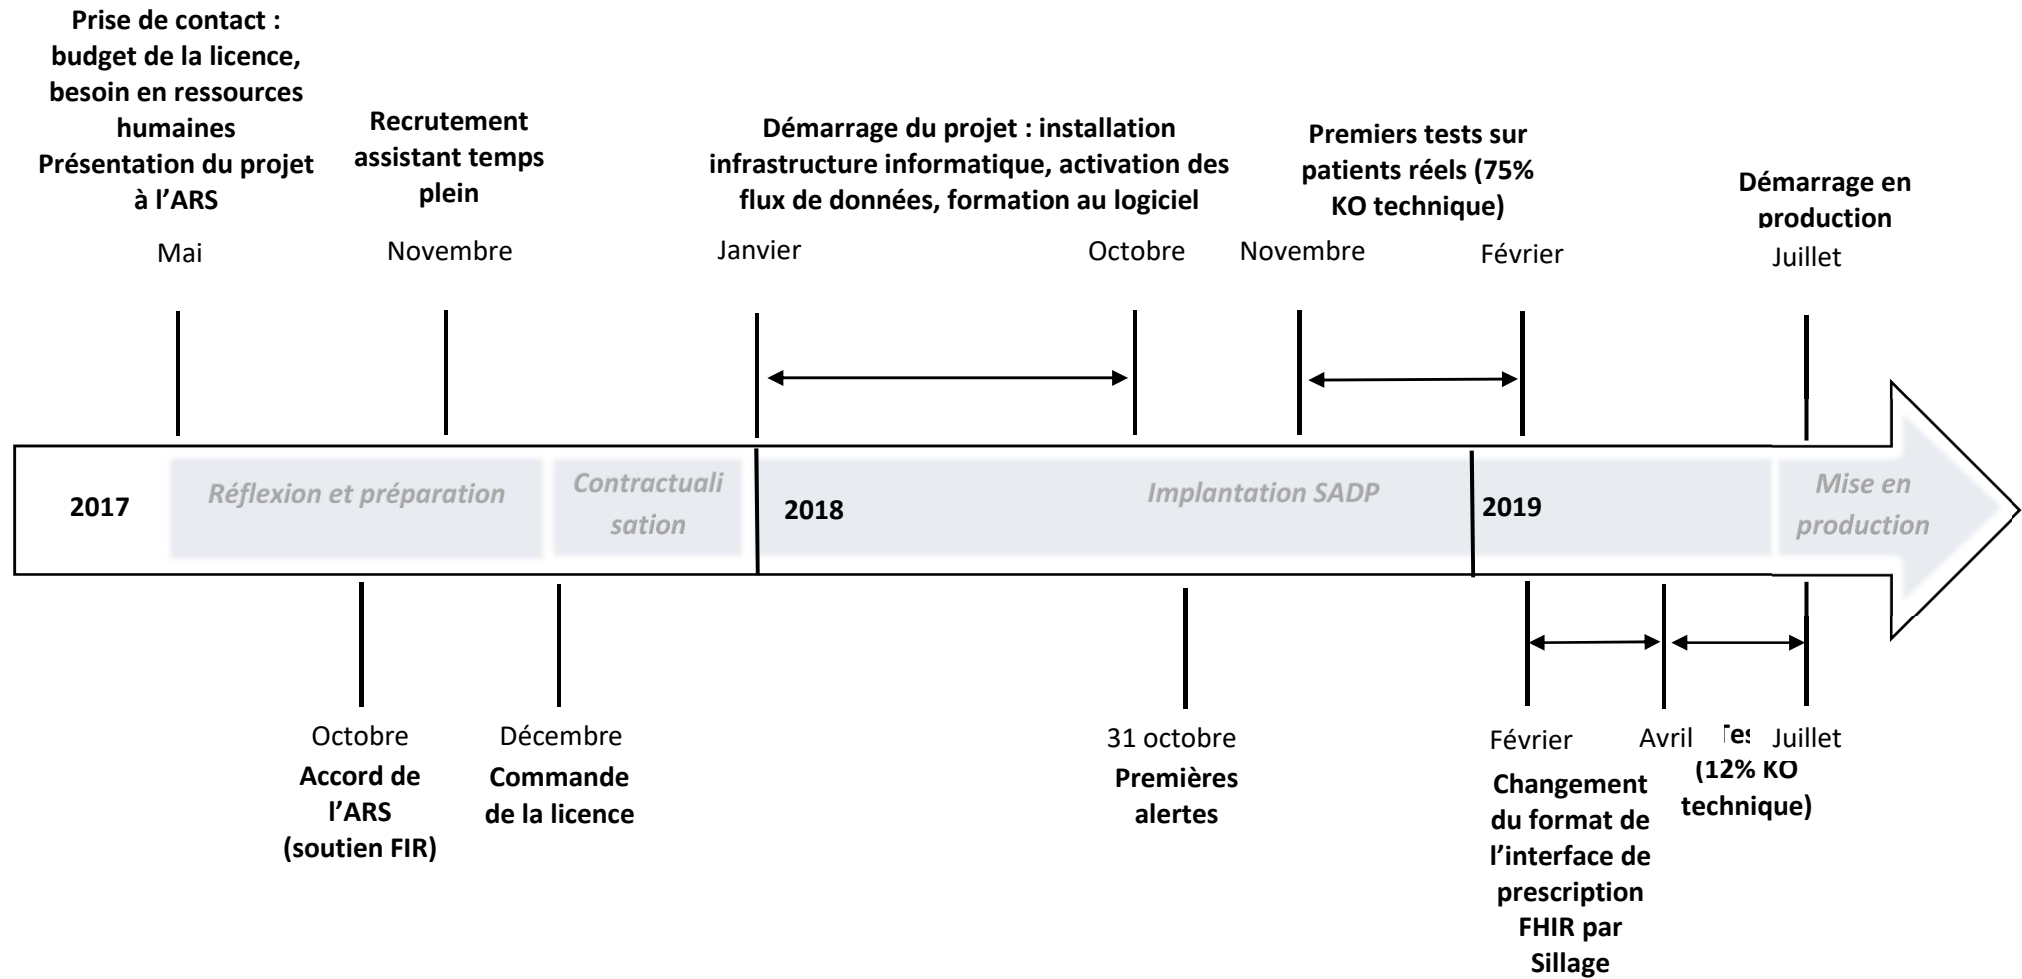 Prise de contact :
budget de la licence,
besoin en ressources
humaines
Présentation du projet
à l’ARS
Mai
Recrutement
assistant temps
plein
Novembre
Démarrage du projet : installation
infrastructure informatique, activation des
flux de données, formation au logiciel
Janvier
Octobre
Premiers tests sur
patients réels (75%
KO technique)
Novembre
Février
Démarrage en
production
Juillet
2017
Réflexion et préparation
Contractuali
sation
2018
Implantation SADP
2019
Mise en
production
Octobre
Accord de
l’ARS
(soutien FIR)
Décembre
Commande
de la licence
31 octobre
Premières
alertes
Février
Changement
du format de
l’interface de
prescription
FHIR par
Sillage
Avril
Juillet
(12% KO
technique)